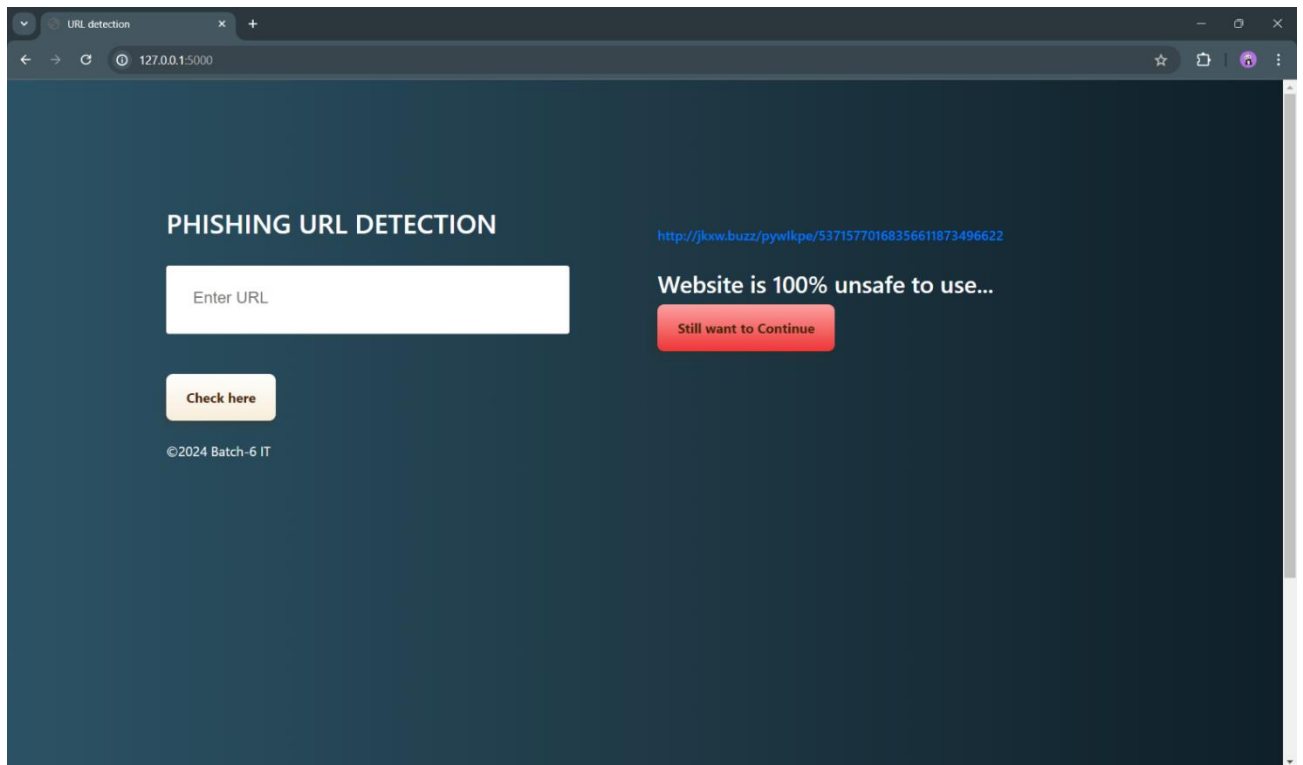 URL detection
127.0.0.1:5000
PHISHING URL DETECTION
Enter URL
Check here
©2024 Batch-6 IT
http://jkxw.buzz/pywlkpe/53715770168356611873496622
Website is 100% unsafe to use...
Still want to Continue